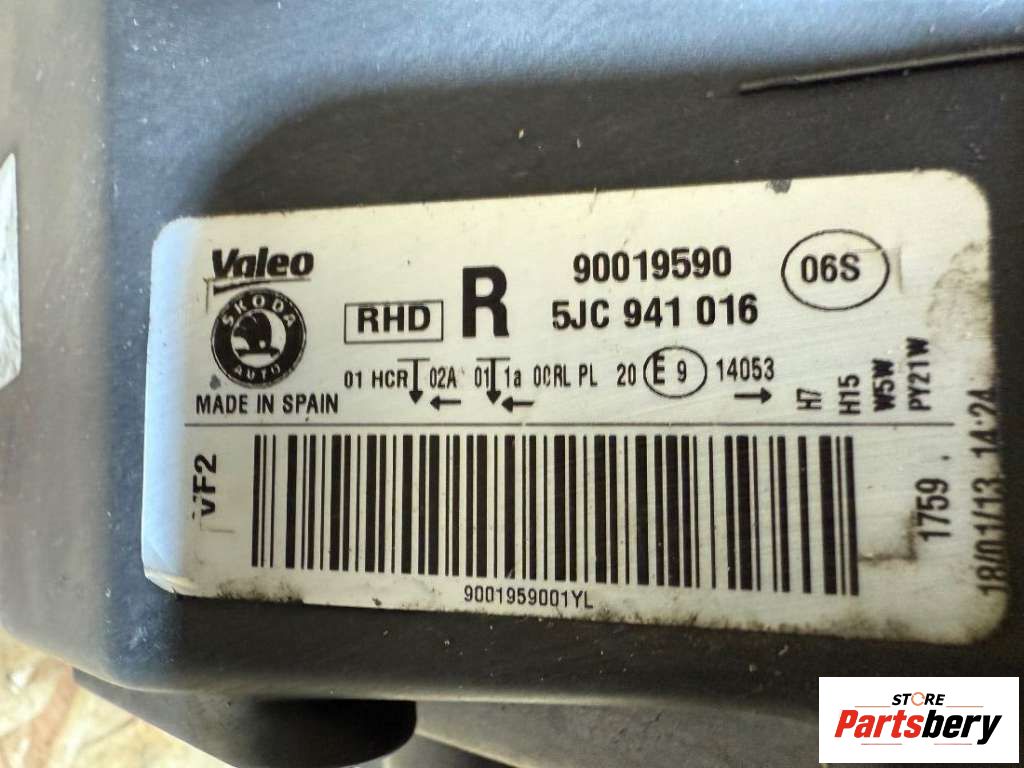 Valeo
SKODA
AUTO
RHD
R
90019590
5JC 941 016
06S
01 HCR 02A 01 1a 00RL PL 20 E 9 14053
H7
H15
W5W
PY21W
MADE IN SPAIN
VF2
1759
18/01/13 14:24
9001959001YL
STORE
Partsbery